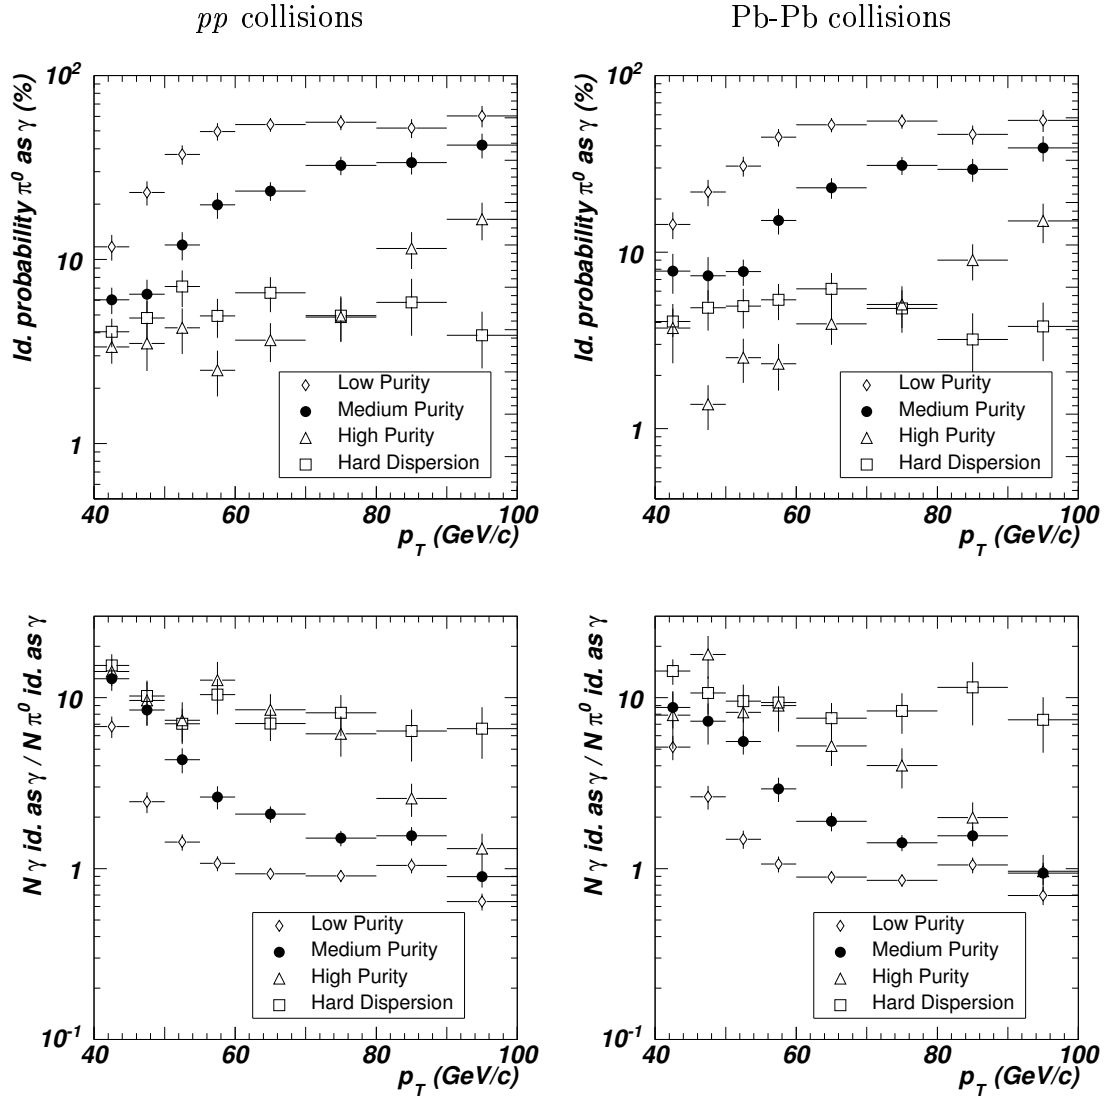 pp collisions
Pb-Pb collisions
Id. probability π⁰ as γ (%)
10²
10
1
Low Purity
Medium Purity
High Purity
Hard Dispersion
40 60 80 100
p_T (GeV/c)
Id. probability π⁰ as γ (%)
10²
10
1
Low Purity
Medium Purity
High Purity
Hard Dispersion
40 60 80 100
p_T (GeV/c)
N γ id. as γ / N π⁰ id. as γ
10
1
10⁻¹
Low Purity
Medium Purity
High Purity
Hard Dispersion
40 60 80 100
p_T (GeV/c)
N γ id. as γ / N π⁰ id. as γ
10
1
10⁻¹
Low Purity
Medium Purity
High Purity
Hard Dispersion
40 60 80 100
p_T (GeV/c)